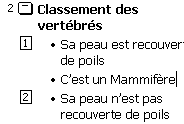 2 Classement des
vertébrés
1 • Sa peau est recouver
de poils
• C'est un Mammifère
2 • Sa peau n'est pas
recouverte de poils